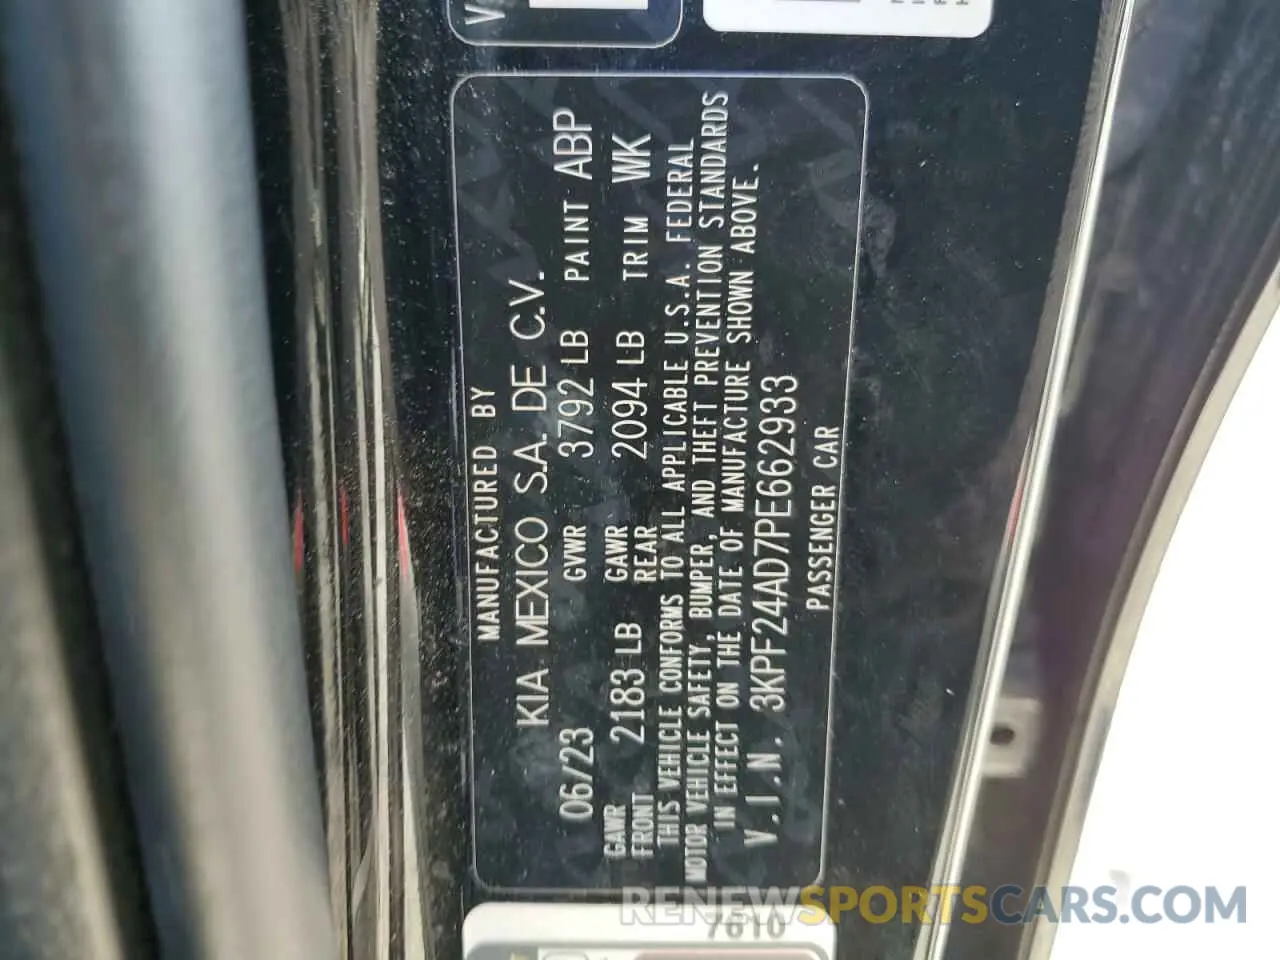 MANUFACTURED BY
KIA MEXICO S.A. DE C.V.
06/23 GVWR 3792 LB PAINT ABP
GAWR FRONT 2183 LB GAWR REAR 2094 LB TRIM WK
THIS VEHICLE CONFORMS TO ALL APPLICABLE U.S.A. FEDERAL
MOTOR VEHICLE SAFETY, BUMPER, AND THEFT PREVENTION STANDARDS
IN EFFECT ON THE DATE OF MANUFACTURE SHOWN ABOVE.
V.I.N. 3KPF24AD7PE662933
PASSENGER CAR
7610
RENEWSPORTSCARS.COM